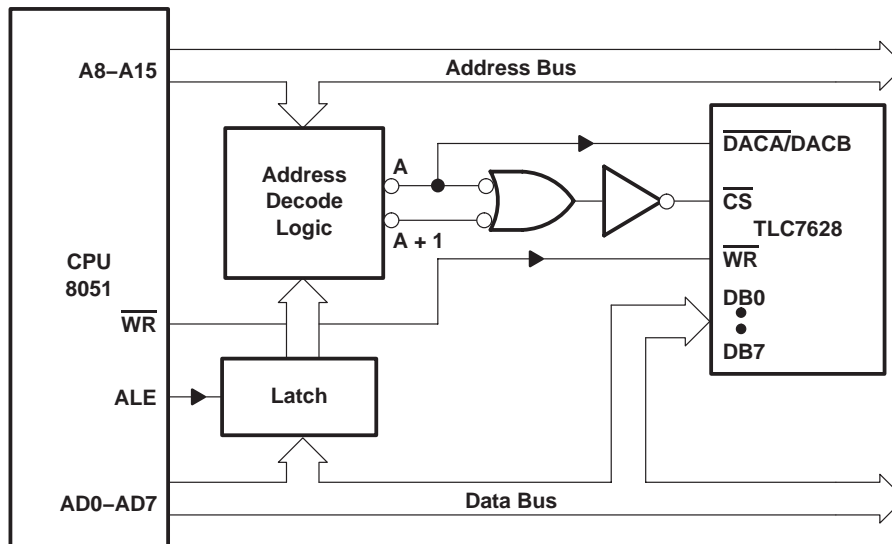 A8–A15
Address Bus
Address
Decode
Logic
A
A + 1
DACA/DACB
CS
TLC7628
WR
DB0
DB7
CPU
8051
WR
ALE
Latch
AD0–AD7
Data Bus